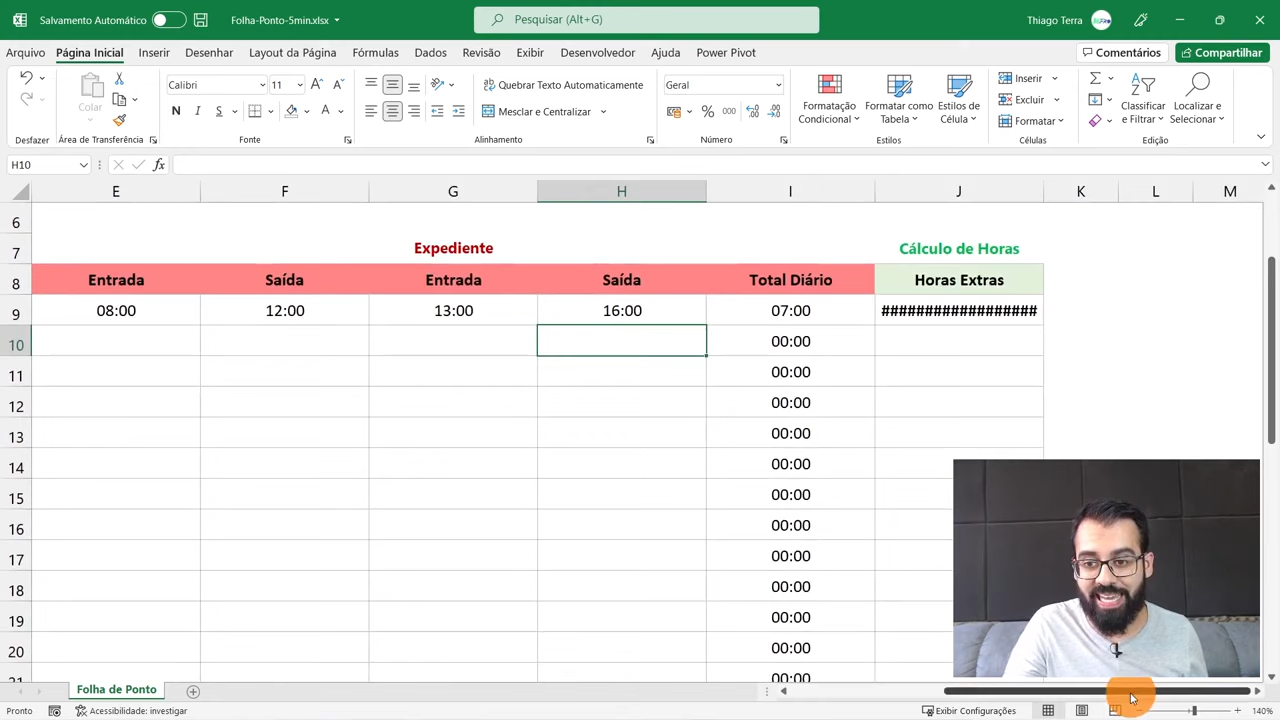 Salvamento Automático
Folha-Ponto-5min.xlsx
Pesquisar (Alt+G)
Thiago Terra
Arquivo Página Inicial Inserir Desenhar Layout da Página Fórmulas Dados Revisão Exibir Desenvolvedor Ajuda Power Pivot
Comentários
Compartilhar
Colar
Calibri 11
N I S
Quebrar Texto Automaticamente
Mesclar e Centralizar
Geral
% 000
Formatação Condicional
Formatar como Tabela
Estilos de Célula
Inserir
Excluir
Formatar
Classificar e Filtrar
Localizar e Selecionar
Desfazer Área de Transferência Fonte Alinhamento Número Estilos Células Edição
H10
fx
E F G H I J K L M
6
7 Expediente Cálculo de Horas
8 Entrada Saída Entrada Saída Total Diário Horas Extras
9 08:00 12:00 13:00 16:00 07:00 ##################
10 00:00
11 00:00
12 00:00
13 00:00
14 00:00
15 00:00
16 00:00
17 00:00
18 00:00
19 00:00
20 00:00
21 00:00
Folha de Ponto
Pronto
Acessibilidade: investigar
Exibir Configurações
140%